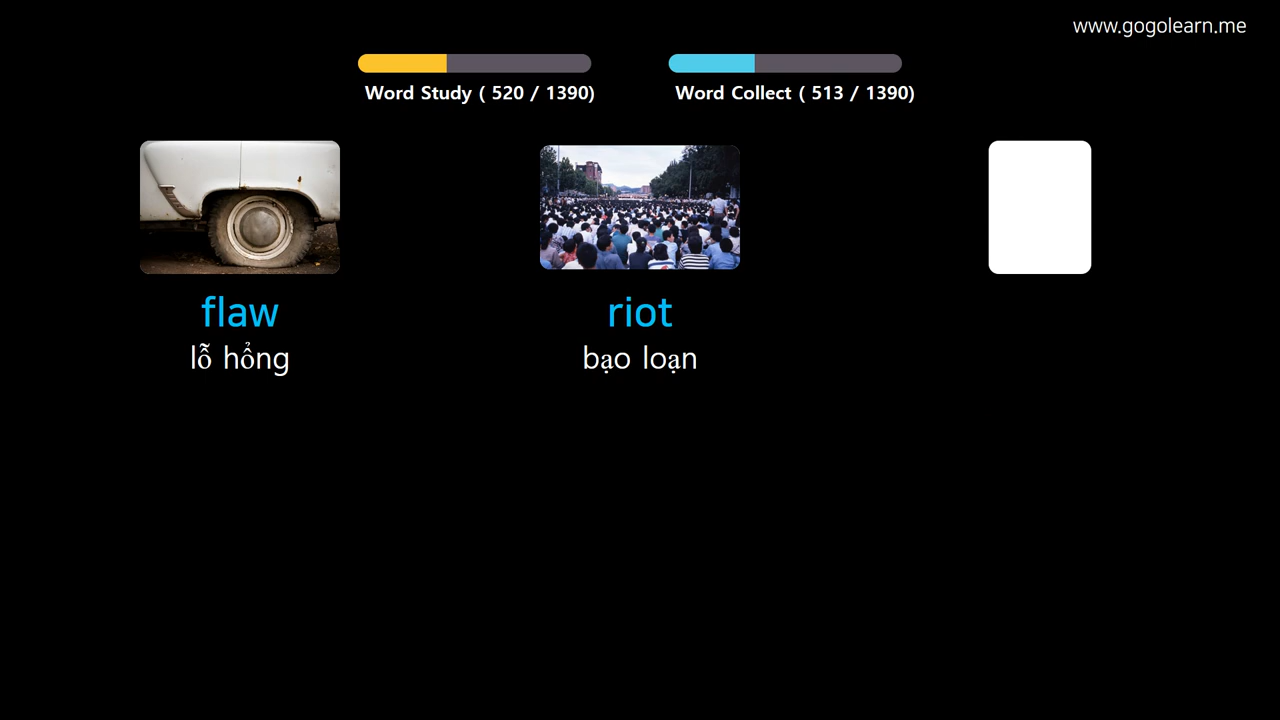 www.gogolearn.me
Word Study ( 520 / 1390)
Word Collect ( 513 / 1390)
flaw
lỗ hổng
riot
bạo loạn